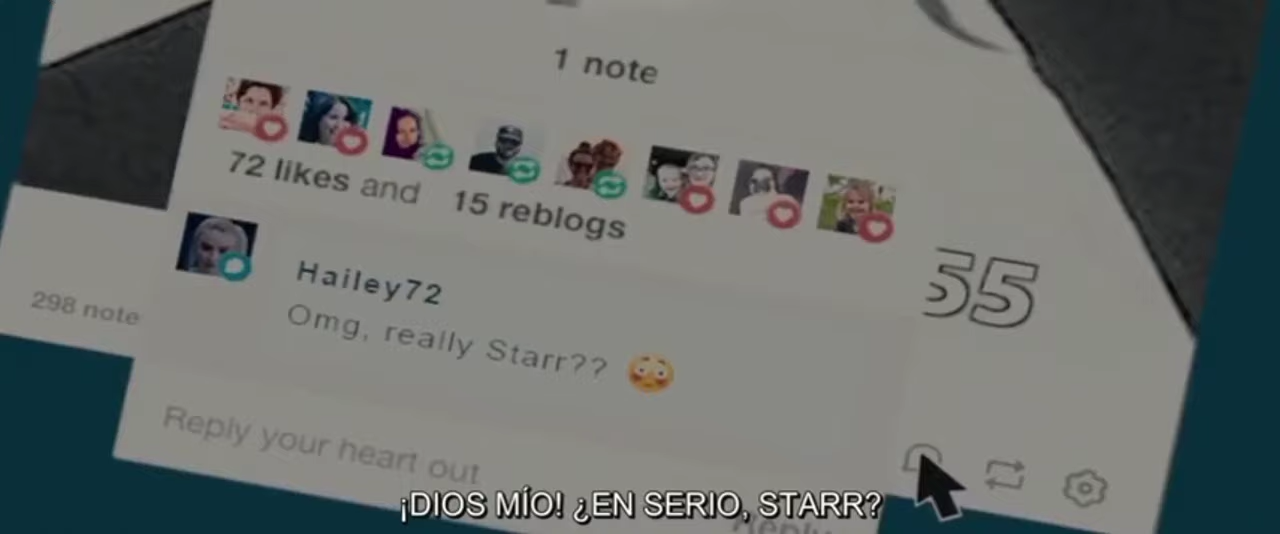 1 note
72 likes and 15 reblogs
55
Hailey72
Omg, really Starr?? 😳
298 note
Reply your heart out
Reply
¡DIOS MÍO! ¿EN SERIO, STARR?